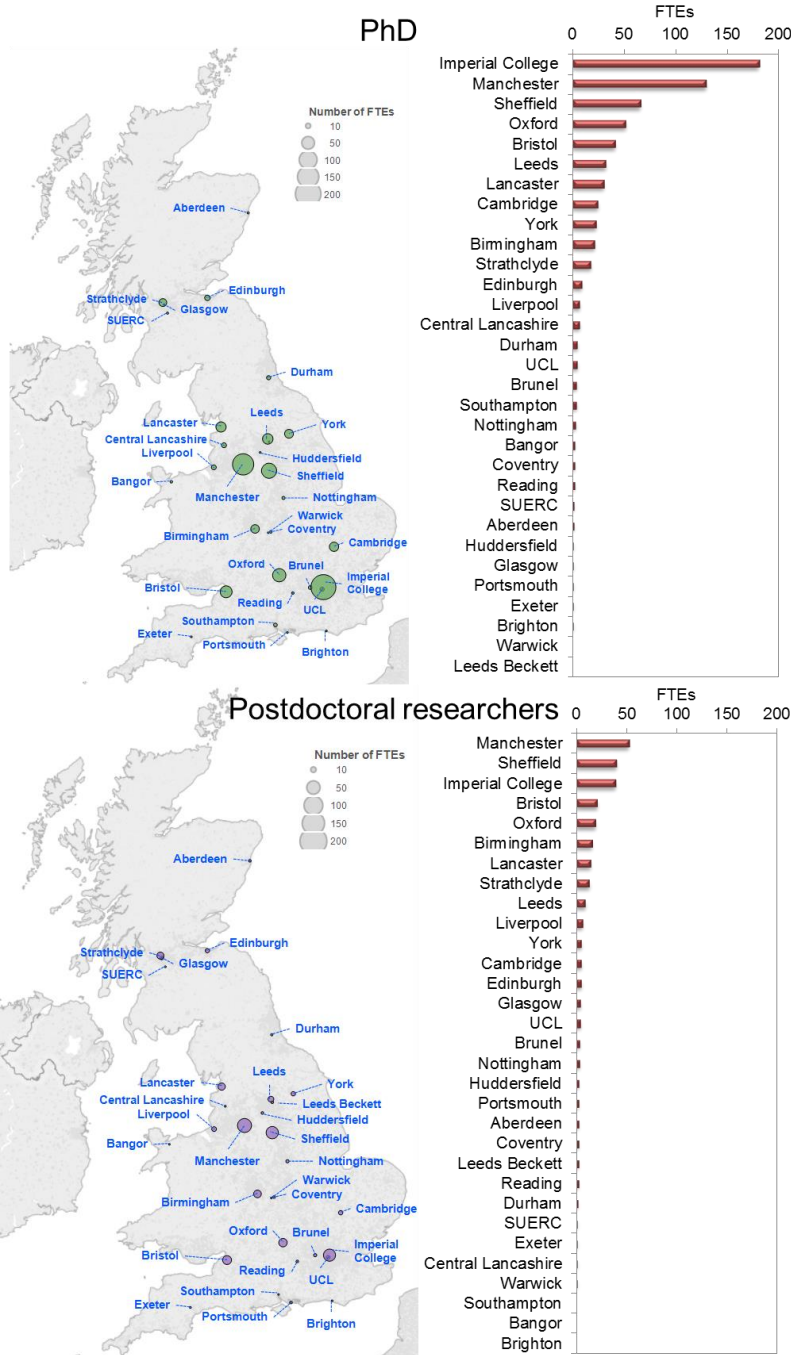 PhD
Number of FTEs
10
50
100
150
200
Aberdeen
Edinburgh
Strathclyde
Glasgow
SUERC
Durham
Lancaster
Leeds
York
Central Lancashire
Liverpool
Huddersfield
Sheffield
Bangor
Manchester
Nottingham
Warwick
Birmingham
Coventry
Cambridge
Oxford
Brunel
Imperial
College
Bristol
Reading
UCL
Southampton
Exeter
Portsmouth
Brighton
FTEs
0 50 100 150 200
Imperial College
Manchester
Sheffield
Oxford
Bristol
Leeds
Lancaster
Cambridge
York
Birmingham
Strathclyde
Edinburgh
Liverpool
Central Lancashire
Durham
UCL
Brunel
Southampton
Nottingham
Bangor
Coventry
Reading
SUERC
Aberdeen
Huddersfield
Glasgow
Portsmouth
Exeter
Brighton
Warwick
Leeds Beckett
Postdoctoral researchers
Number of FTEs
10
50
100
150
200
Aberdeen
Edinburgh
Strathclyde
Glasgow
SUERC
Durham
Leeds
Lancaster
York
Central Lancashire
Leeds Beckett
Liverpool
Huddersfield
Sheffield
Bangor
Manchester
Nottingham
Warwick
Birmingham
Coventry
Cambridge
Oxford
Brunel
Imperial
College
Bristol
Reading
UCL
Southampton
Exeter
Portsmouth
Brighton
FTEs
0 50 100 150 200
Manchester
Sheffield
Imperial College
Bristol
Oxford
Birmingham
Lancaster
Strathclyde
Leeds
Liverpool
York
Cambridge
Edinburgh
Glasgow
UCL
Brunel
Nottingham
Huddersfield
Portsmouth
Aberdeen
Coventry
Leeds Beckett
Reading
Durham
SUERC
Exeter
Central Lancashire
Warwick
Southampton
Bangor
Brighton